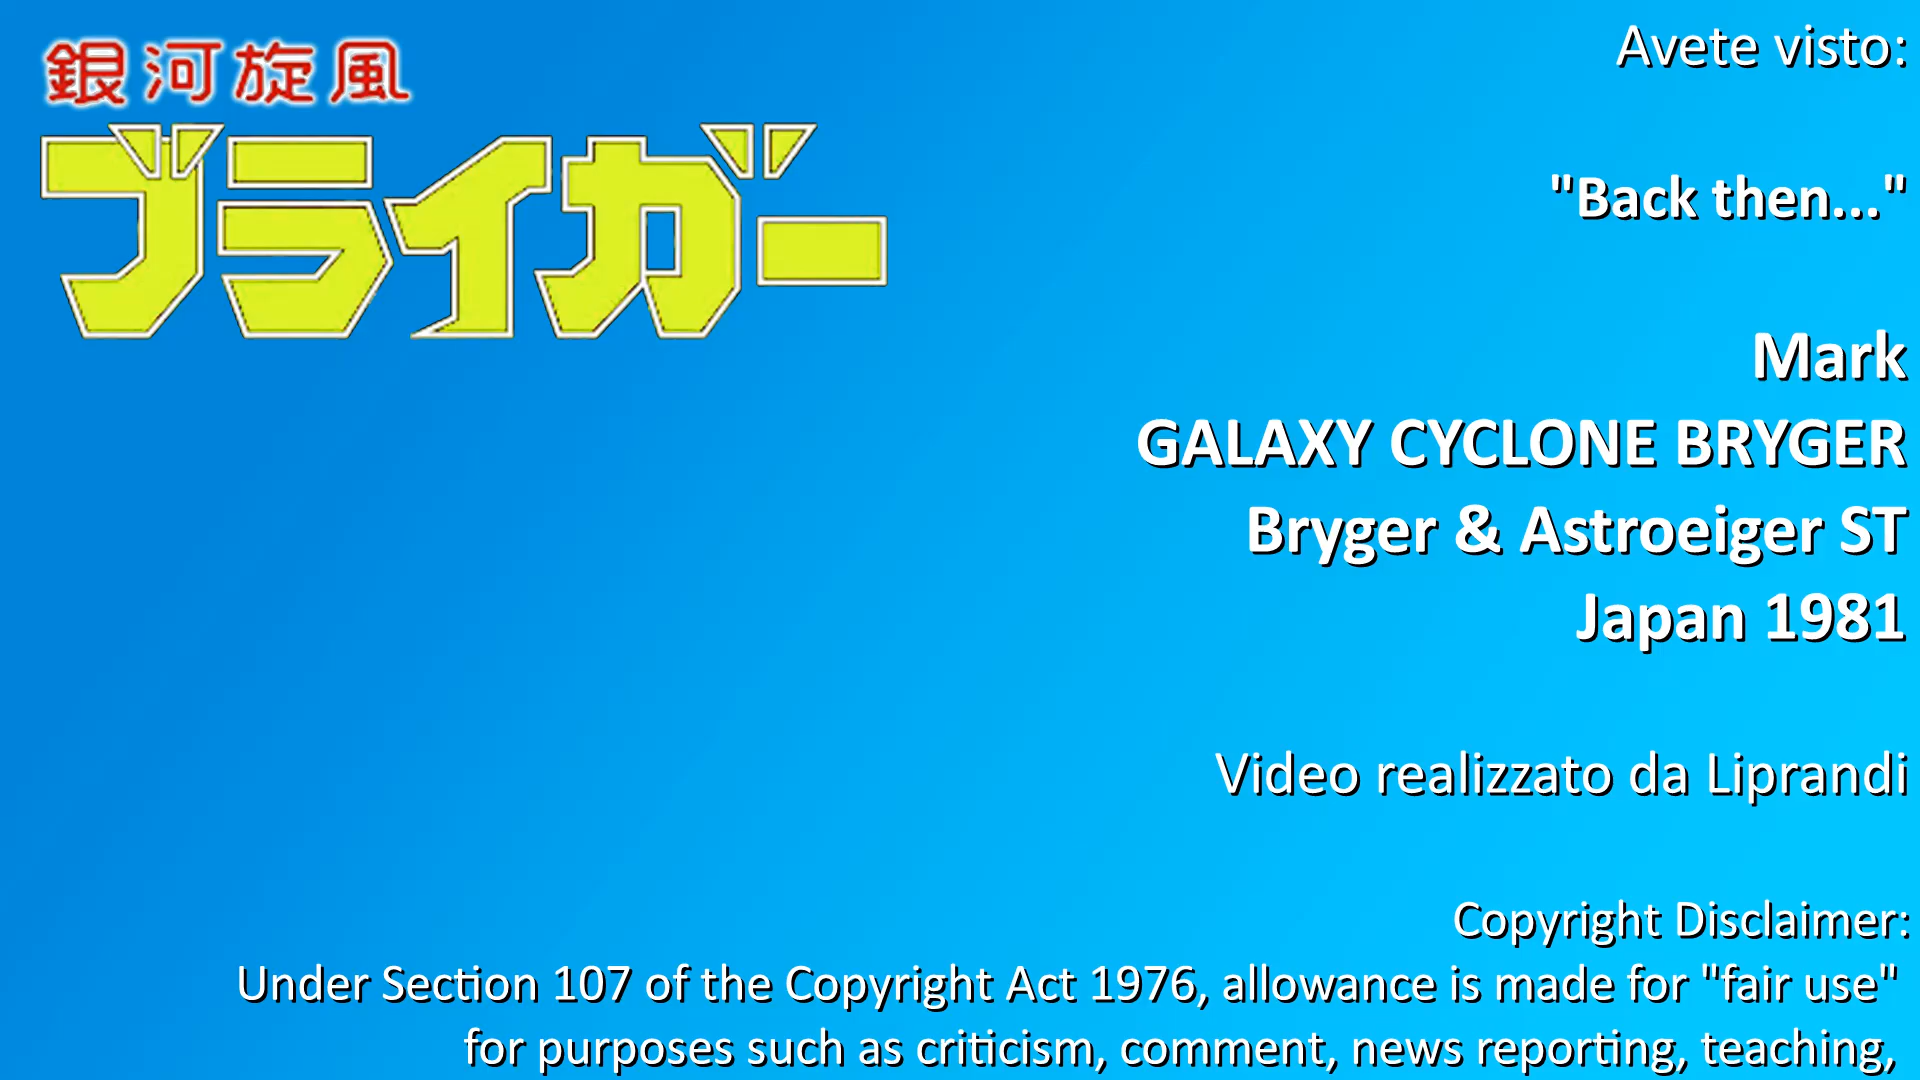 銀河旋風
ブライガー
Avete visto:
"Back then..."
Mark
GALAXY CYCLONE BRYGER
Bryger & Astroeiger ST
Japan 1981
Video realizzato da Liprandi
Copyright Disclaimer:
Under Section 107 of the Copyright Act 1976, allowance is made for "fair use"
for purposes such as criticism, comment, news reporting, teaching,